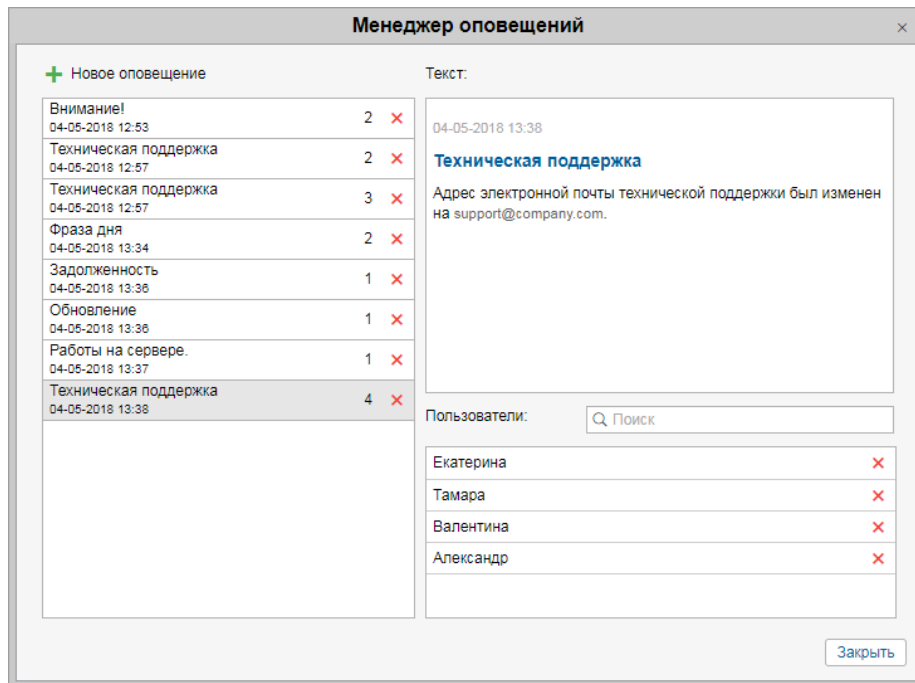 Менеджер оповещений
Новое оповещение
Внимание!
04-05-2018 12:53
2
Техническая поддержка
04-05-2018 12:57
2
Техническая поддержка
04-05-2018 12:57
3
Фраза дня
04-05-2018 13:34
2
Задолженность
04-05-2018 13:36
1
Обновление
04-05-2018 13:36
1
Работы на сервере.
04-05-2018 13:37
1
Техническая поддержка
04-05-2018 13:38
4
Текст:
04-05-2018 13:38
Техническая поддержка
Адрес электронной почты технической поддержки был изменен
на support@company.com.
Пользователи:
Поиск
Екатерина
Тамара
Валентина
Александр
Закрыть